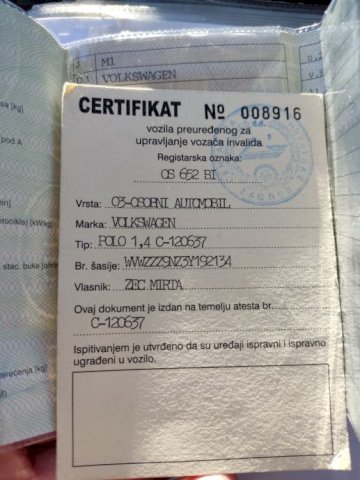 MI
VOLKSWAGEN
CERTIFIKAT № 008916
vozila preuređenog za
upravljanje vozača invalida
Registarska oznaka:
OS 652 BI
Vrsta: 03-OSOBNI AUTOMOBIL
Marka: VOLKSWAGEN
Tip: POLO 1,4 C-120637
Br. šasije: WVWZZZ9NZ3Y192134
Vlasnik: ZEC MIRTA
Ovaj dokument je izdan na temelju atesta br.
C-120637
Ispitivanjem je utvrđeno da su uređaji ispravni i ispravno
ugrađeni u vozilo.